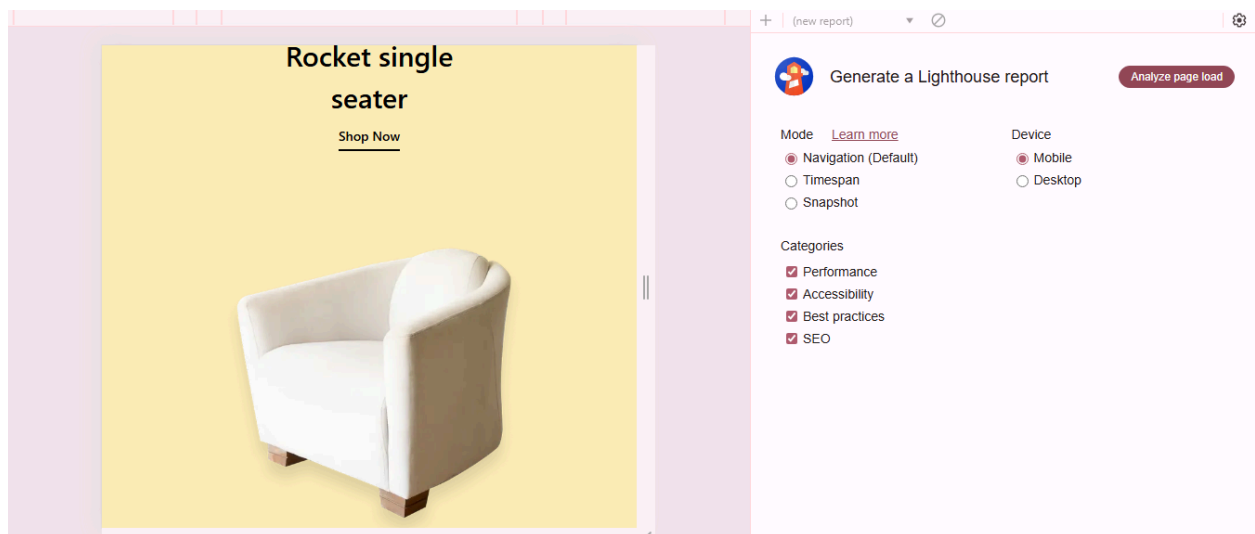 Rocket single
seater
Shop Now
(new report)
Generate a Lighthouse report
Analyze page load
Mode Learn more
Navigation (Default)
Timespan
Snapshot
Device
Mobile
Desktop
Categories
Performance
Accessibility
Best practices
SEO